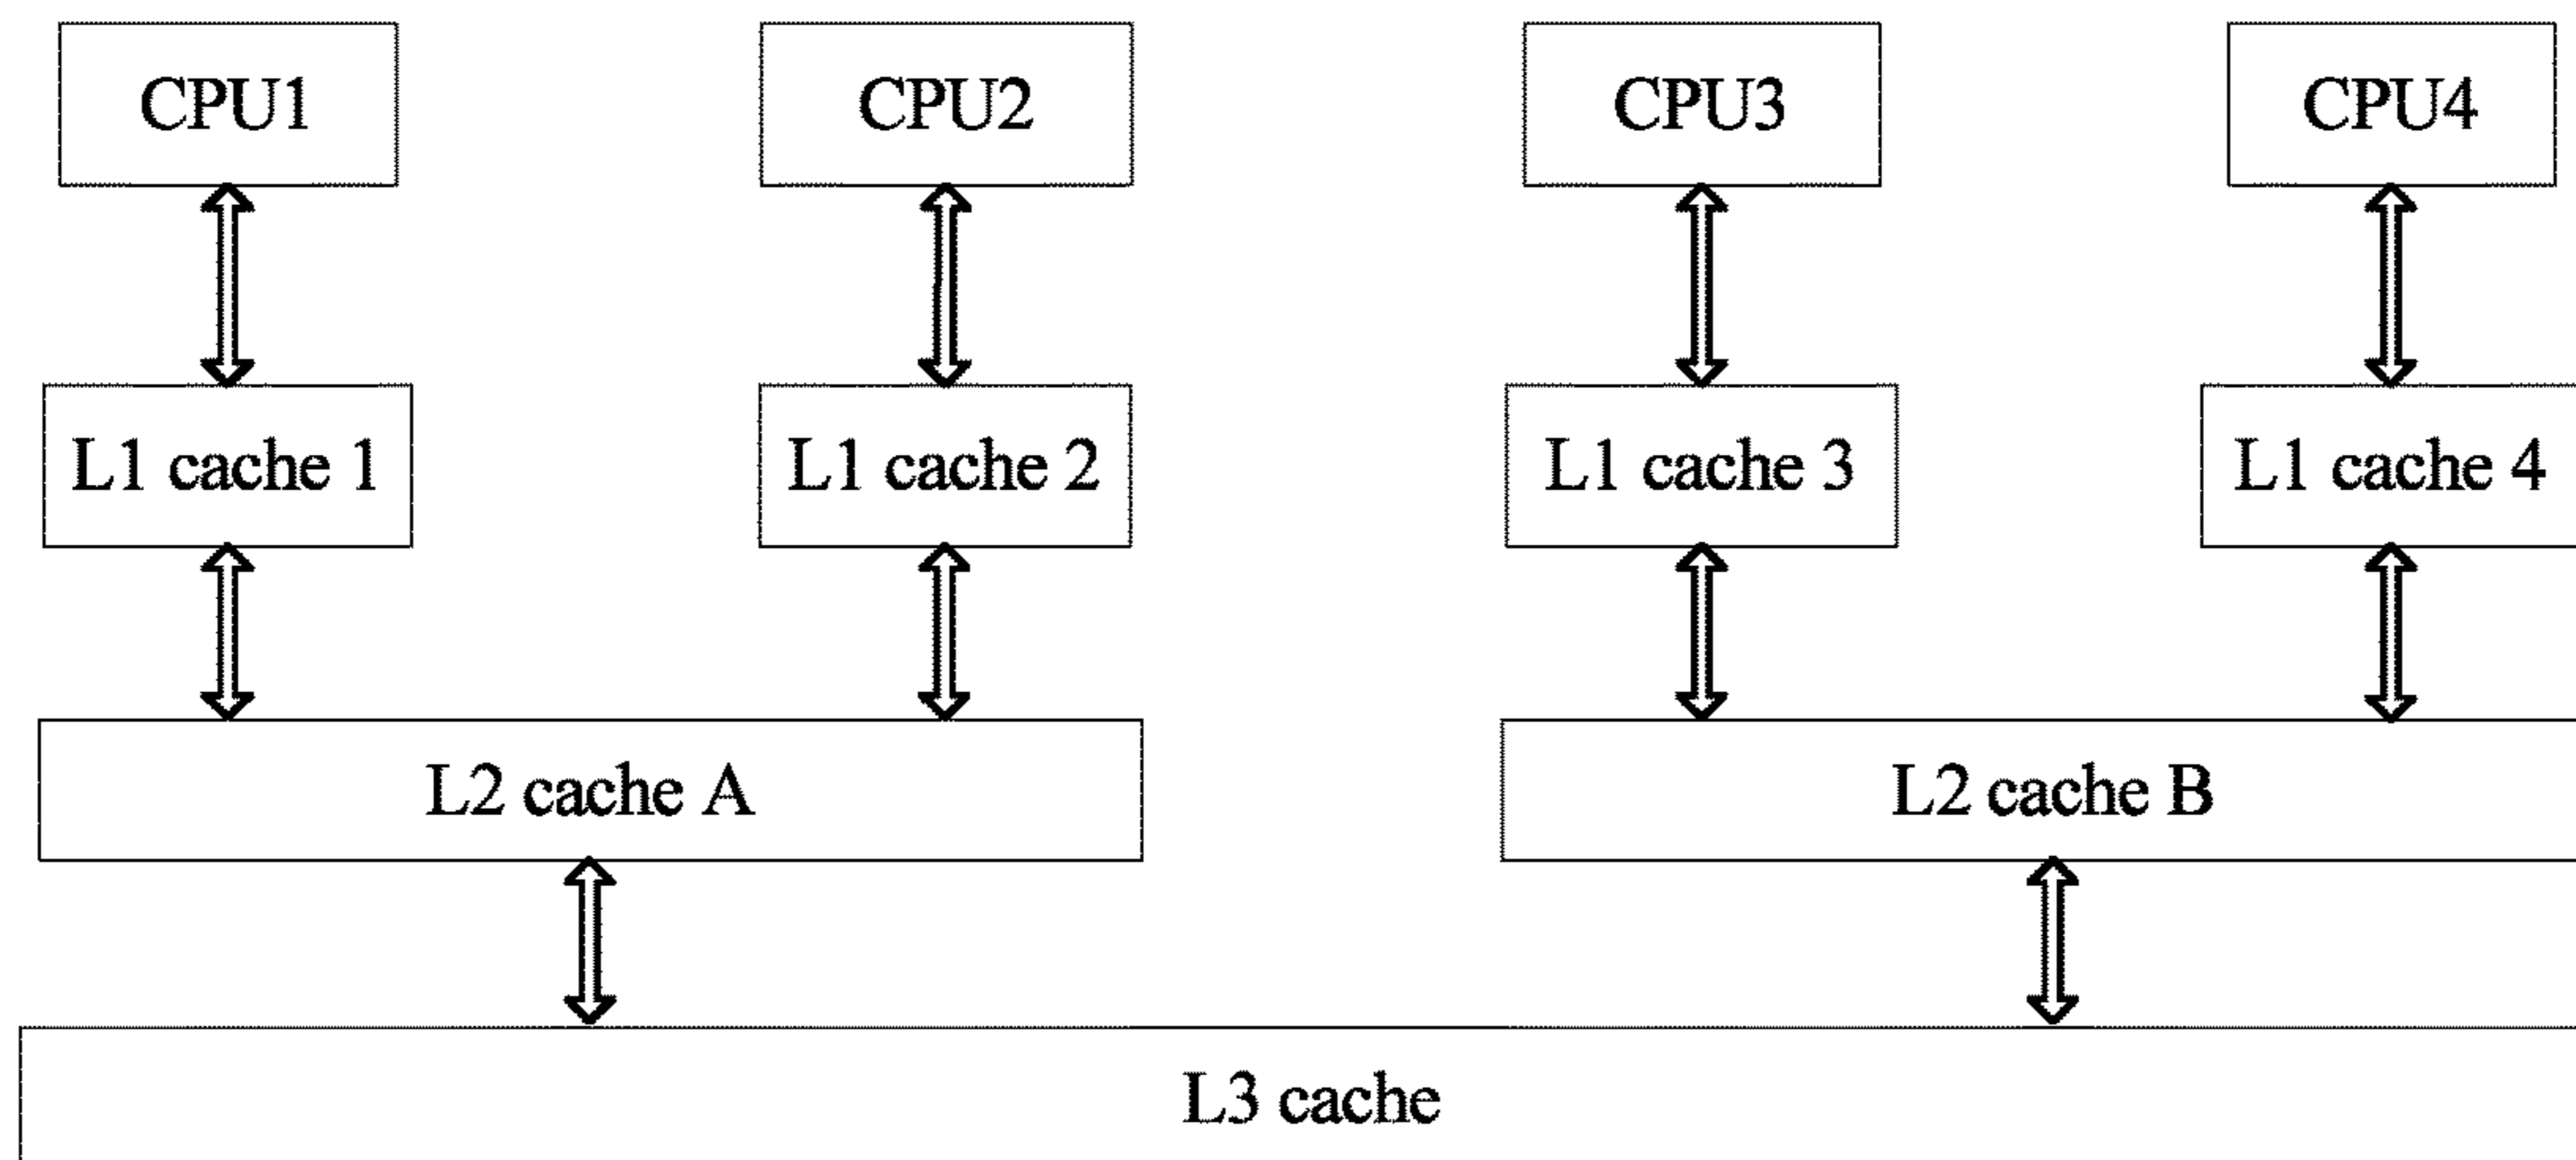 CPU1
CPU2
CPU3
CPU4
L1 cache 1
L1 cache 2
L1 cache 3
L1 cache 4
L2 cache A
L2 cache B
L3 cache